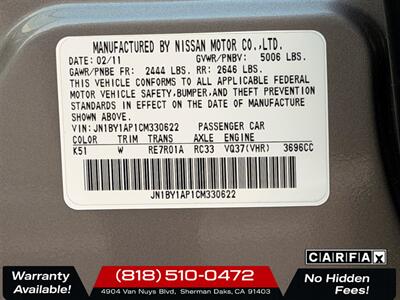 MANUFACTURED BY NISSAN MOTOR CO.,LTD.
DATE: 02/11 GVWR/PNBV: 5006 LBS.
GAWR/PNBE FR: 2444 LBS. RR: 2646 LBS.
THIS VEHICLE CONFORMS TO ALL APPLICABLE FEDERAL
MOTOR VEHICLE SAFETY,BUMPER,AND THEFT PREVENTION
STANDARDS IN EFFECT ON THE DATE OF MANUFACTURE
SHOWN ABOVE.
VIN: JN1BY1AP1CM330622 PASSENGER CAR
COLOR TRIM TRANS AXLE ENGINE
K51 W RE7R01A RC33 VQ37(VHR) 3696CC
JN1BY1AP1CM330622
Warranty
Available!
(818) 510-0472
4904 Van Nuys Blvd, Sherman Oaks, CA 91403
CARFAX
No Hidden
Fees!